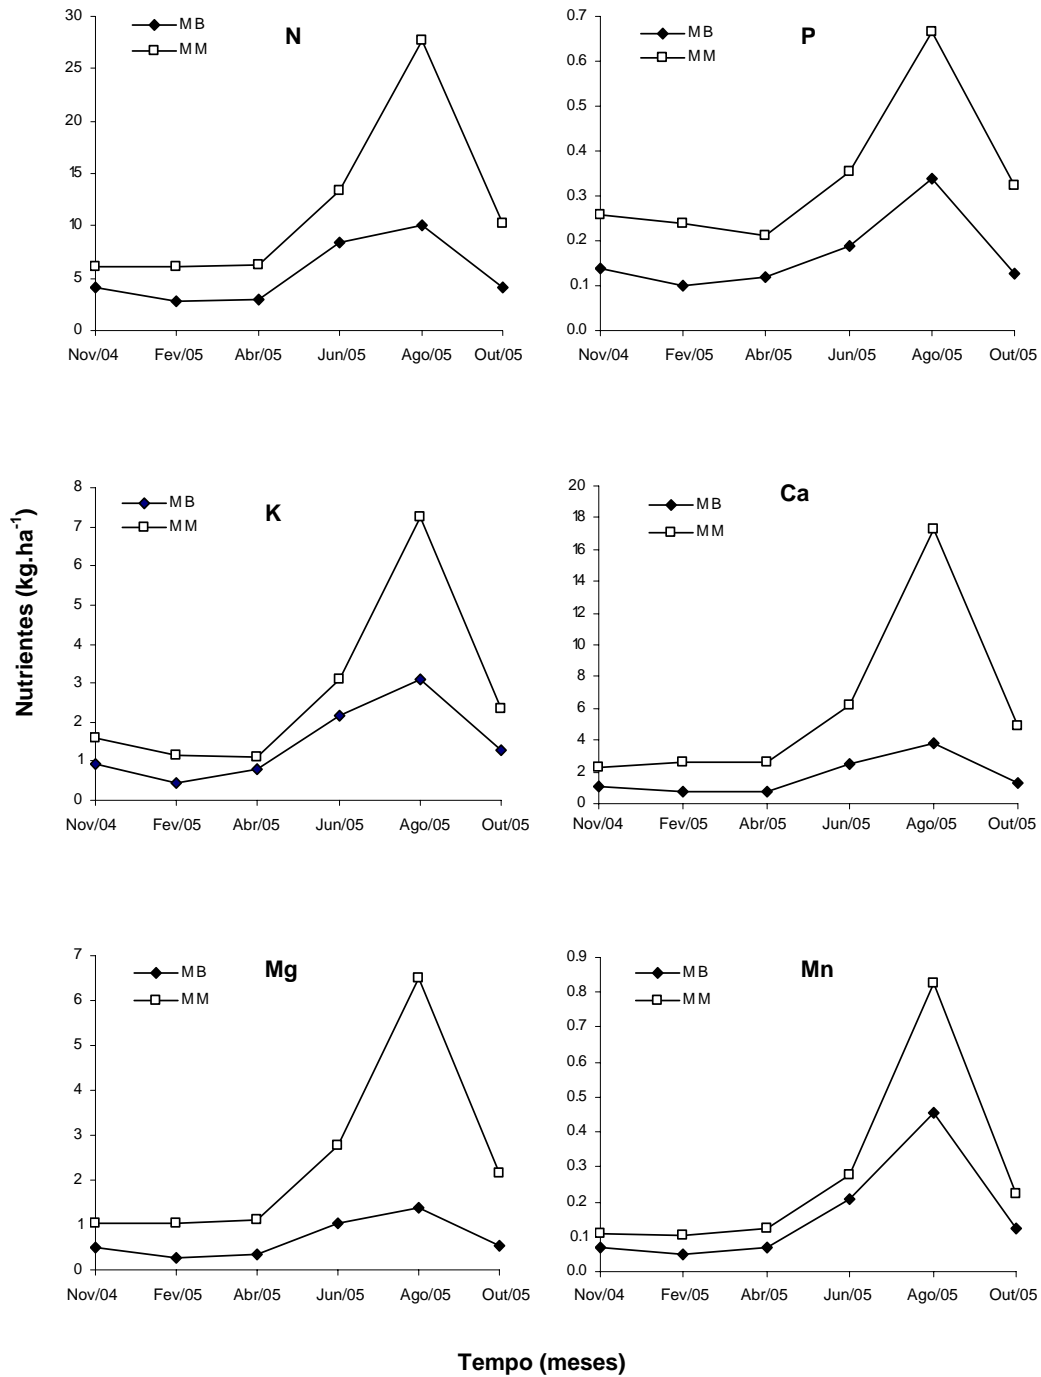 N
MB
MM
30
25
20
15
10
5
0
Nov/04 Fev/05 Abr/05 Jun/05 Ago/05 Out/05
P
MB
MM
0.7
0.6
0.5
0.4
0.3
0.2
0.1
0.0
Nov/04 Fev/05 Abr/05 Jun/05 Ago/05 Out/05
Nutrientes (kg.ha⁻¹)
K
MB
MM
8
7
6
5
4
3
2
1
0
Nov/04 Fev/05 Abr/05 Jun/05 Ago/05 Out/05
Ca
MB
MM
20
18
16
14
12
10
8
6
4
2
0
Nov/04 Fev/05 Abr/05 Jun/05 Ago/05 Out/05
Mg
MB
MM
7
6
5
4
3
2
1
0
Nov/04 Fev/05 Abr/05 Jun/05 Ago/05 Out/05
Mn
MB
MM
0.9
0.8
0.7
0.6
0.5
0.4
0.3
0.2
0.1
0.0
Nov/04 Fev/05 Abr/05 Jun/05 Ago/05 Out/05
Tempo (meses)